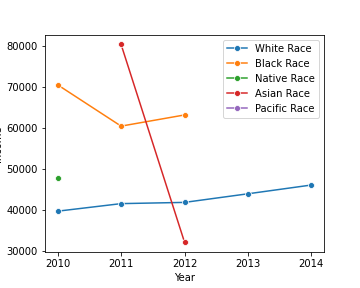 80000
70000
60000
50000
40000
30000
2010
2011
2012
2013
2014
Year
White Race
Black Race
Native Race
Asian Race
Pacific Race